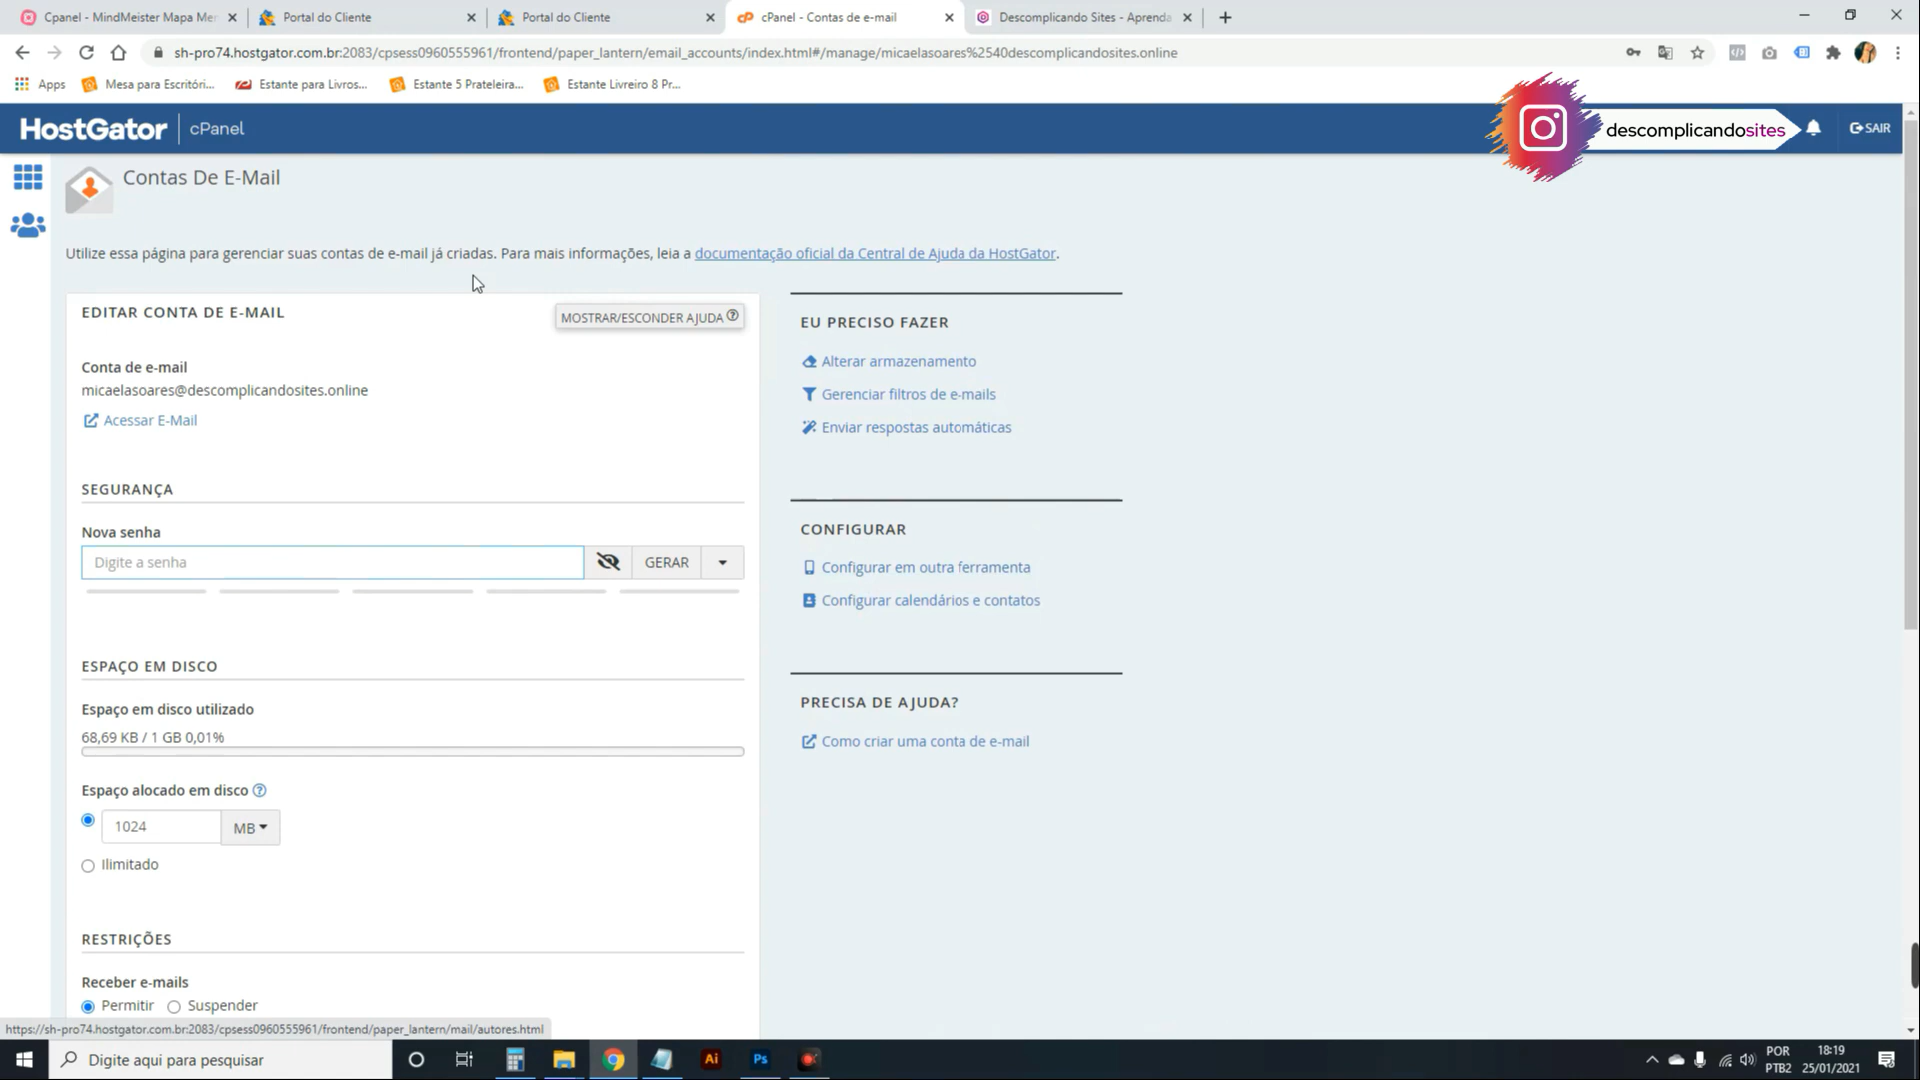 Cpanel - MindMeister Mapa Mer
Portal do Cliente
Portal do Cliente
cPanel - Contas de e-mail
Descomplicando Sites - Aprenda
sh-pro74.hostgator.com.br:2083/cpsess0960555961/frontend/paper_lantern/email_accounts/index.html#/manage/micaelasoares%2540descomplicandosites.online
Apps
Mesa para Escritóri...
Estante para Livros...
Estante 5 Prateleira...
Estante Livreiro 8 Pr...
HostGator
cPanel
descomplicandosites
SAIR
Contas De E-Mail
Utilize essa página para gerenciar suas contas de e-mail já criadas. Para mais informações, leia a documentação oficial da Central de Ajuda da HostGator.
EDITAR CONTA DE E-MAIL
MOSTRAR/ESCONDER AJUDA
Conta de e-mail
micaelasoares@descomplicandosites.online
Acessar E-Mail
SEGURANÇA
Nova senha
Digite a senha
GERAR
ESPAÇO EM DISCO
Espaço em disco utilizado
68,69 KB / 1 GB 0,01%
Espaço alocado em disco
1024
MB
Ilimitado
RESTRIÇÕES
Receber e-mails
Permitir
Suspender
EU PRECISO FAZER
Alterar armazenamento
Gerenciar filtros de e-mails
Enviar respostas automáticas
CONFIGURAR
Configurar em outra ferramenta
Configurar calendários e contatos
PRECISA DE AJUDA?
Como criar uma conta de e-mail
https://sh-pro74.hostgator.com.br:2083/cpsess0960555961/frontend/paper_lantern/mail/autores.html
Digite aqui para pesquisar
Ai
Ps
POR
PTB2
18:19
25/01/2021